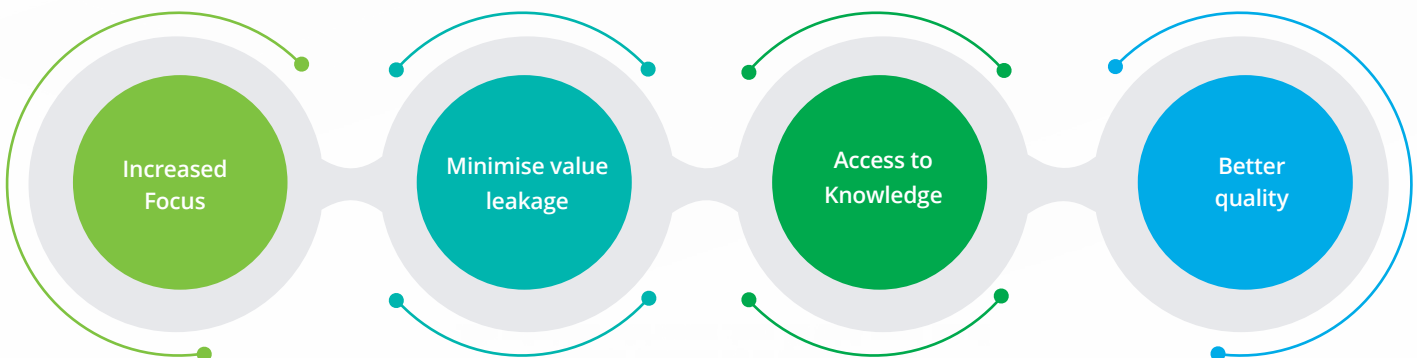 Increased
Focus
Minimise value
leakage
Access to
Knowledge
Better
quality